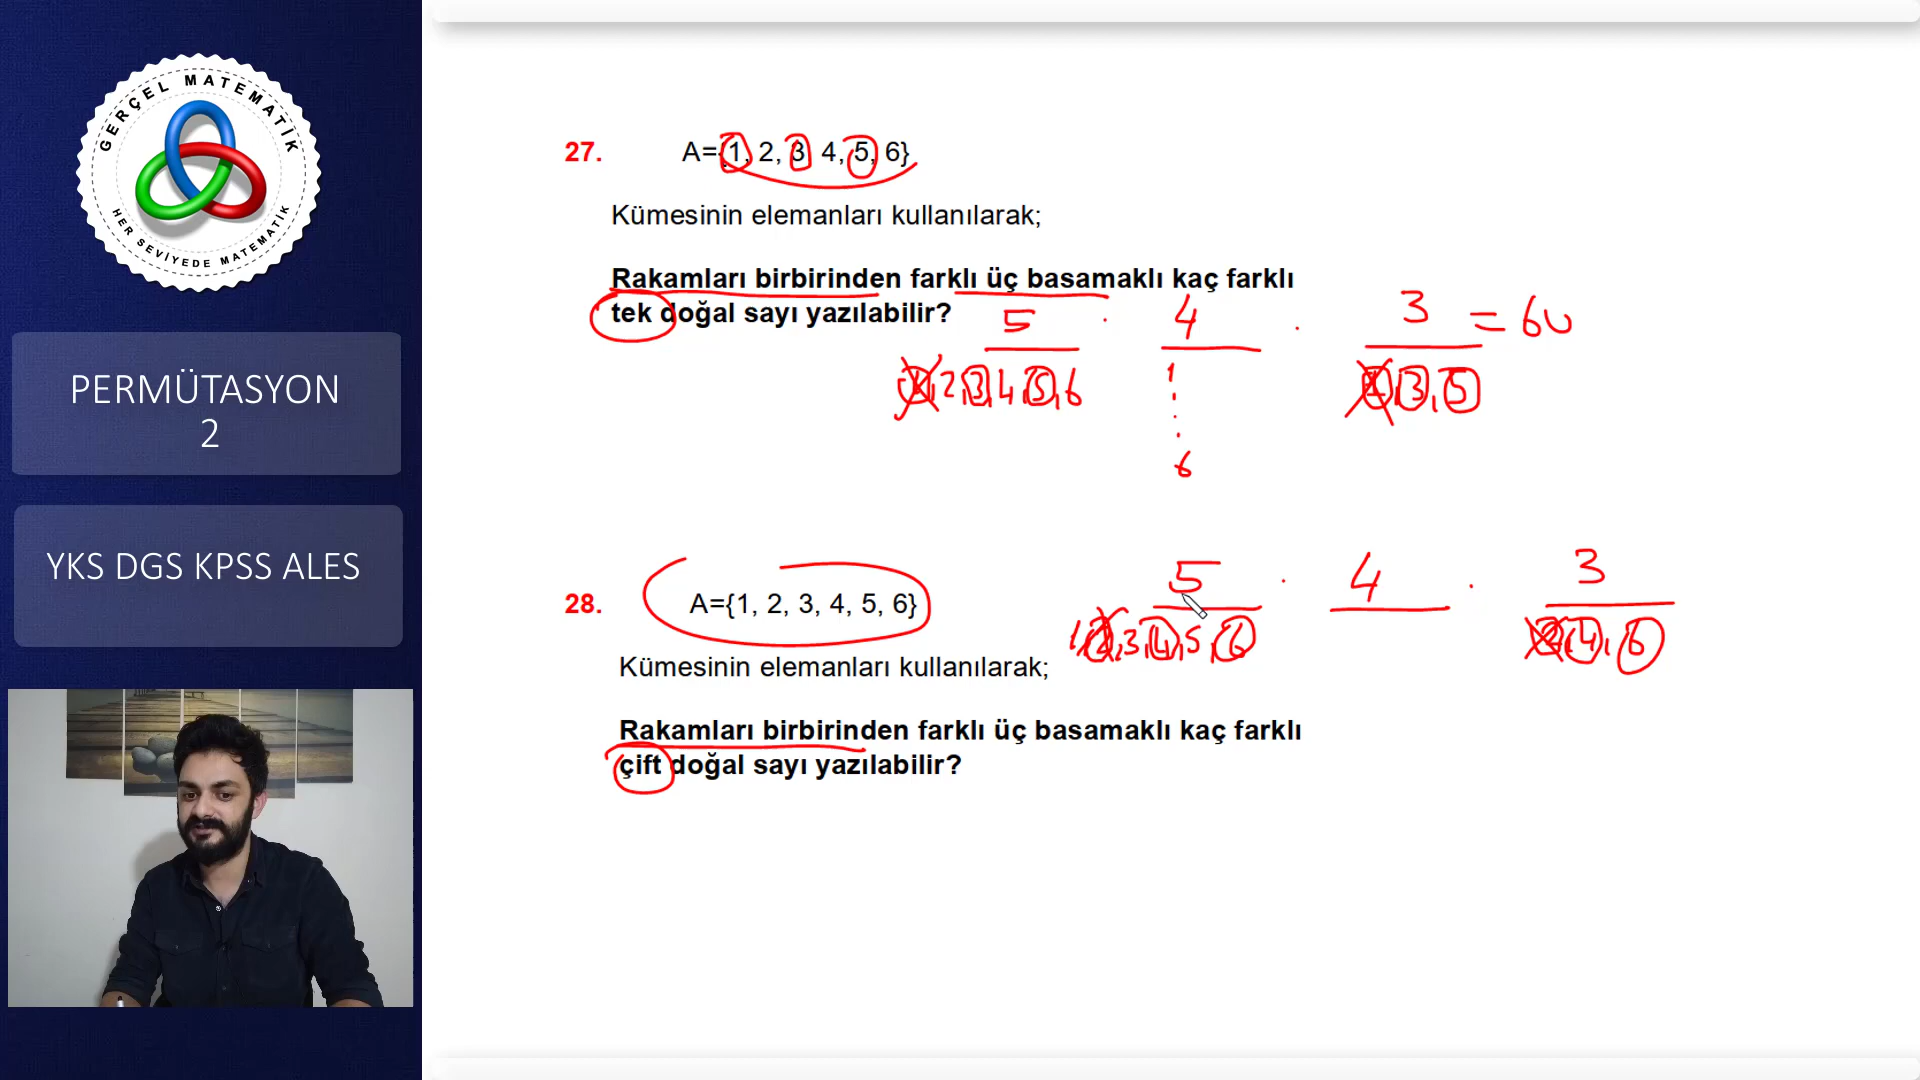 GERÇEL MATEMATİK
HER SEVİYEDE MATEMATİK
PERMÜTASYON
2
YKS DGS KPSS ALES
27. A={1, 2, 3, 4, 5, 6}
Kümesinin elemanları kullanılarak;
Rakamları birbirinden farklı üç basamaklı kaç farklı
tek doğal sayı yazılabilir?
5 . 4 . 3 = 60
1, 2, 3, 4, 5, 6
1
.
.
.
6
1, 3, 5
28. A={1, 2, 3, 4, 5, 6}
Kümesinin elemanları kullanılarak;
Rakamları birbirinden farklı üç basamaklı kaç farklı
çift doğal sayı yazılabilir?
5 . 4 . 3
1, 2, 3, 4, 5, 6
2, 4, 6